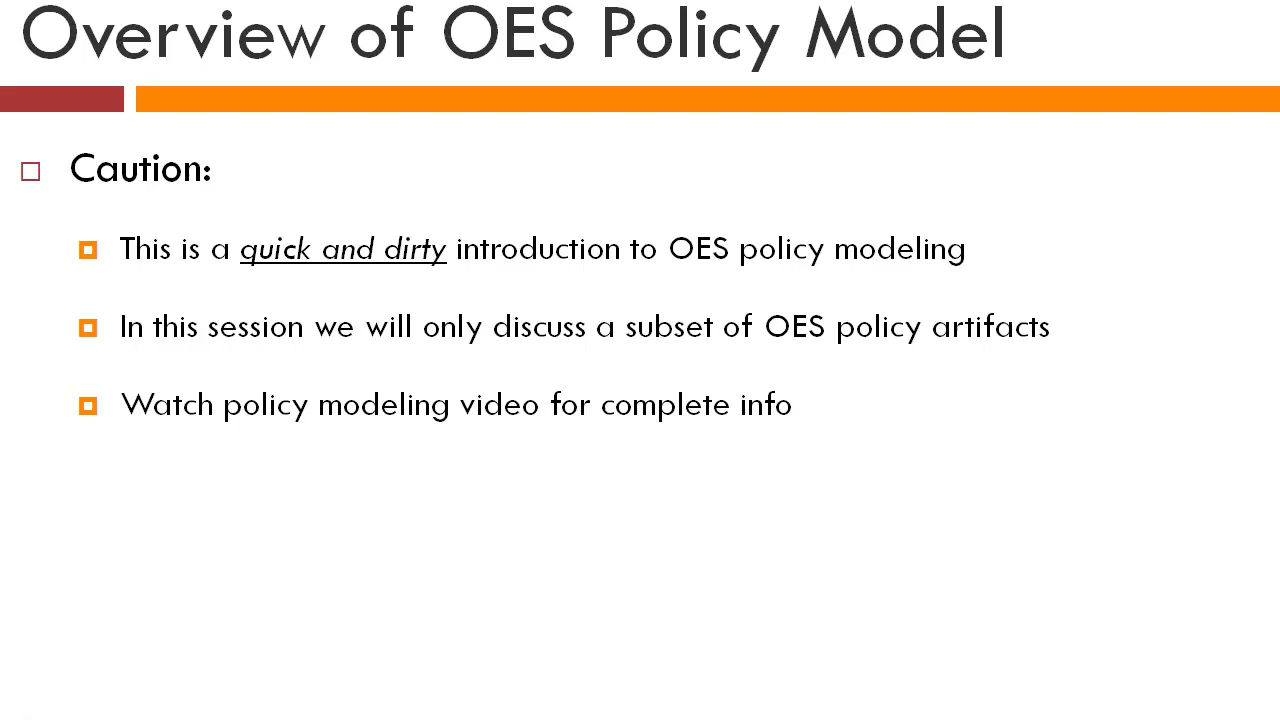 Overview of OES Policy Model
Caution:
This is a quick and dirty introduction to OES policy modeling
In this session we will only discuss a subset of OES policy artifacts
Watch policy modeling video for complete info